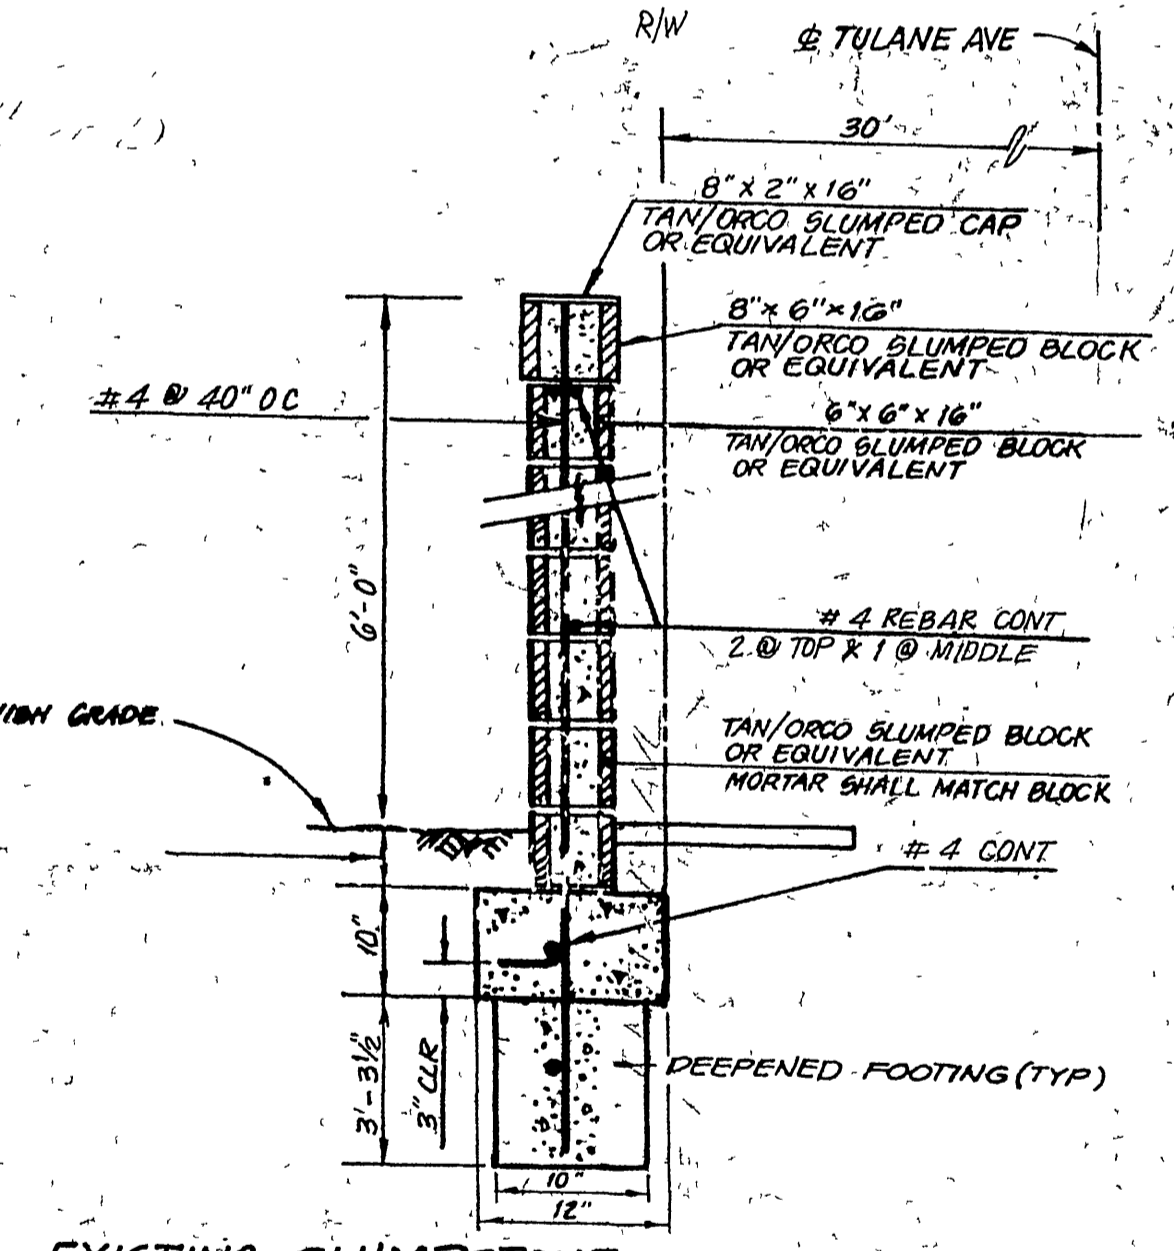 R/W
℄ TULANE AVE
30'
8" X 2" X 16"
TAN/ORCO SLUMPED CAP
OR EQUIVALENT
8" x 6" x 16"
TAN/ORCO SLUMPED BLOCK
OR EQUIVALENT
#4 @ 40" OC
6" x 6" x 16"
TAN/ORCO SLUMPED BLOCK
OR EQUIVALENT
6'-0"
#4 REBAR CONT
2 @ TOP & 1 @ MIDDLE
GRADE
TAN/ORCO SLUMPED BLOCK
OR EQUIVALENT
MORTAR SHALL MATCH BLOCK
#4 CONT
10"
3'-3½"
3" CLR
DEEPENED FOOTING (TYP)
10"
12"